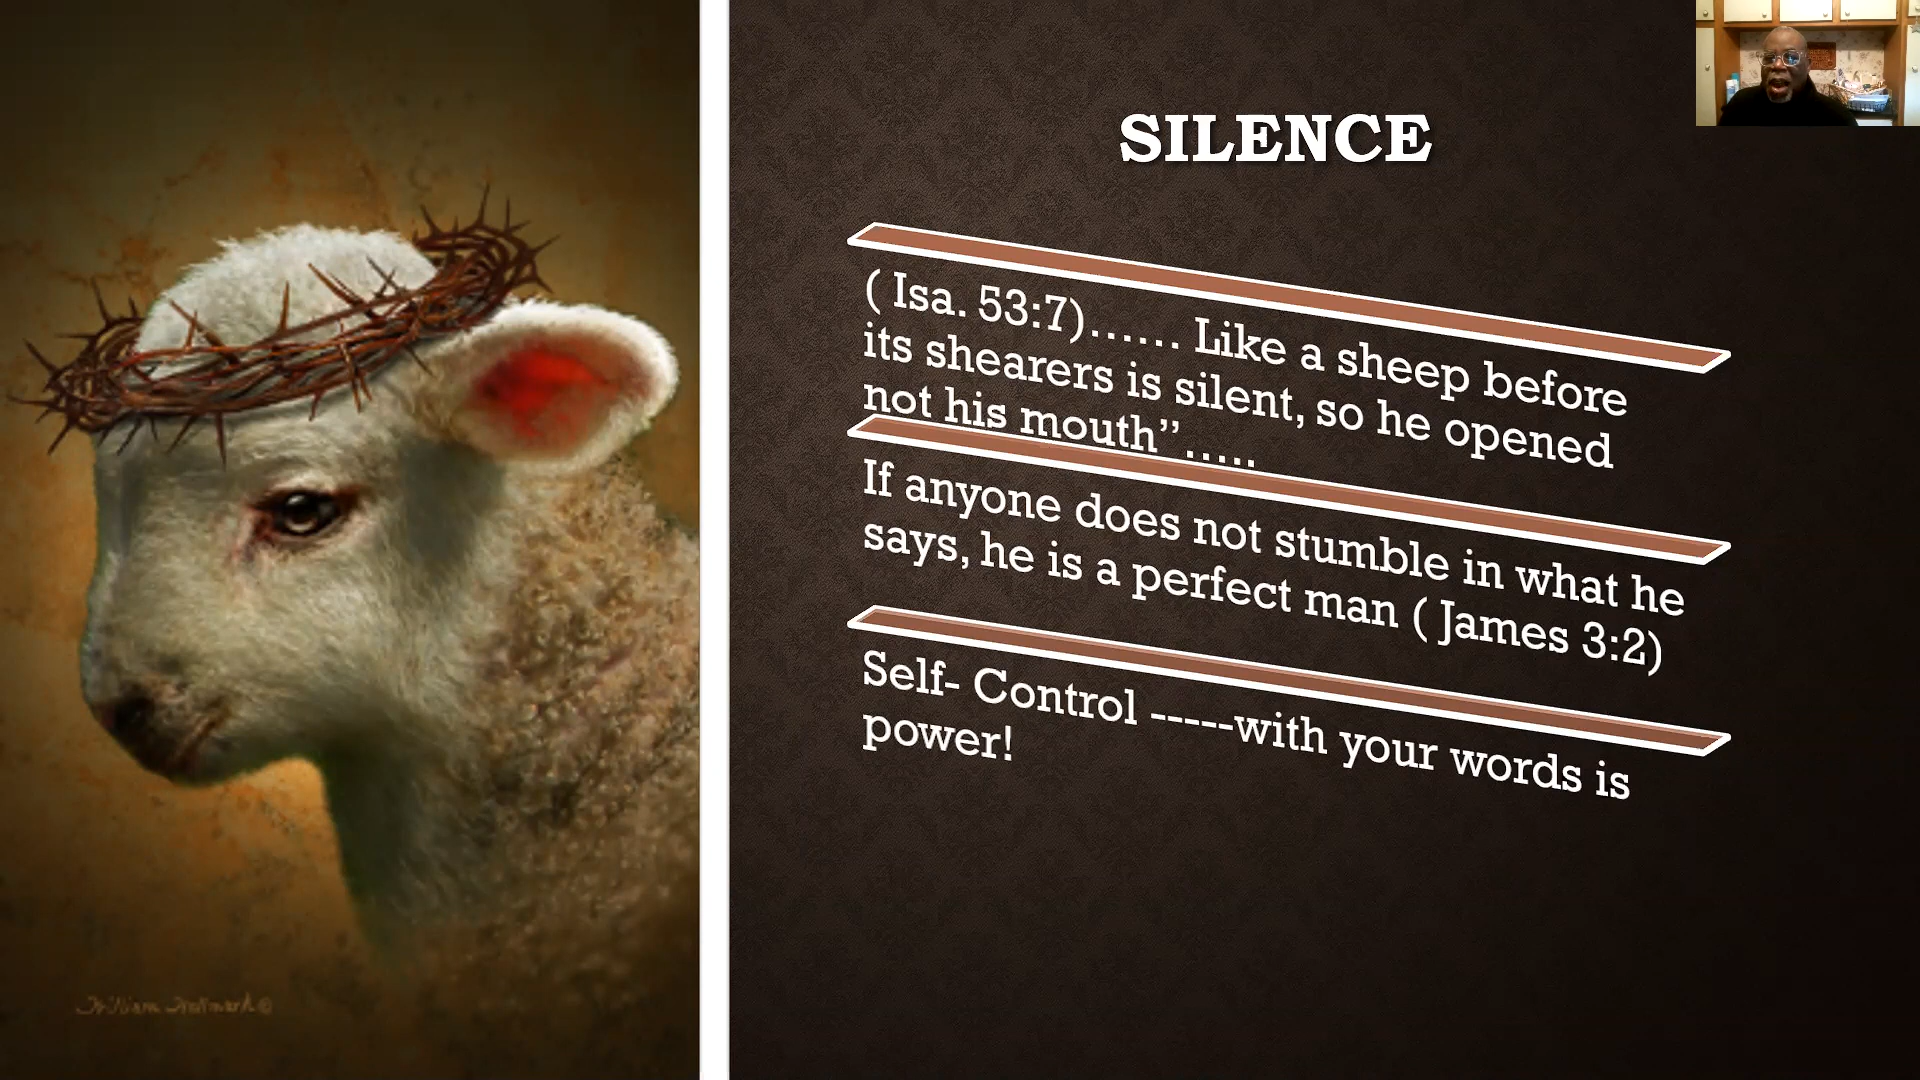 SILENCE
( Isa. 53:7)...... Like a sheep before
its shearers is silent, so he opened
not his mouth”.....
If anyone does not stumble in what he
says, he is a perfect man ( James 3:2)
Self- Control -----with your words is
power!
William Hallmark ©